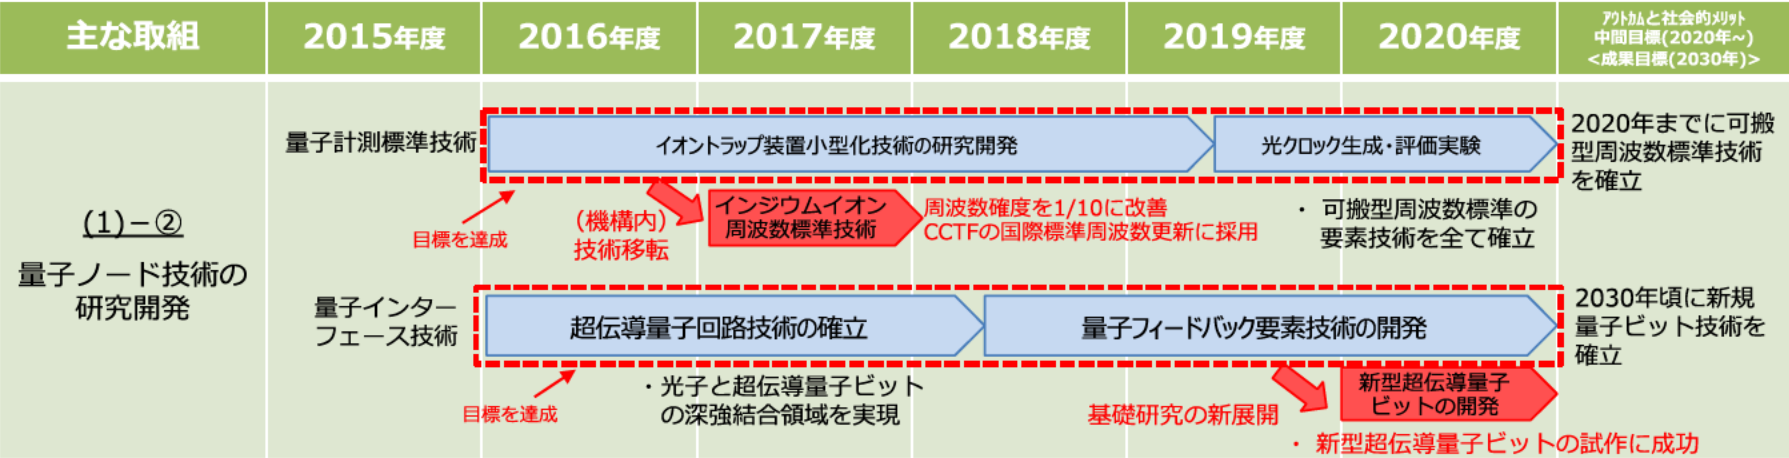 主な取組
2015年度
2016年度
2017年度
2018年度
2019年度
2020年度
ｱｳﾄｶﾑと社会的ﾒﾘｯﾄ
中間目標(2020年~)
<成果目標(2030年)>
(1)－②
量子ノード技術の
研究開発
量子計測標準技術
イオントラップ装置小型化技術の研究開発
光クロック生成・評価実験
2020年までに可搬
型周波数標準技術
を確立
目標を達成
(機構内)
技術移転
インジウムイオン
周波数標準技術
周波数確度を1/10に改善
CCTFの国際標準周波数更新に採用
・ 可搬型周波数標準の
要素技術を全て確立
量子インター
フェース技術
超伝導量子回路技術の確立
量子フィードバック要素技術の開発
2030年頃に新規
量子ビット技術を
確立
目標を達成
・光子と超伝導量子ビット
の深強結合領域を実現
基礎研究の新展開
新型超伝導量子
ビットの開発
・ 新型超伝導量子ビットの試作に成功